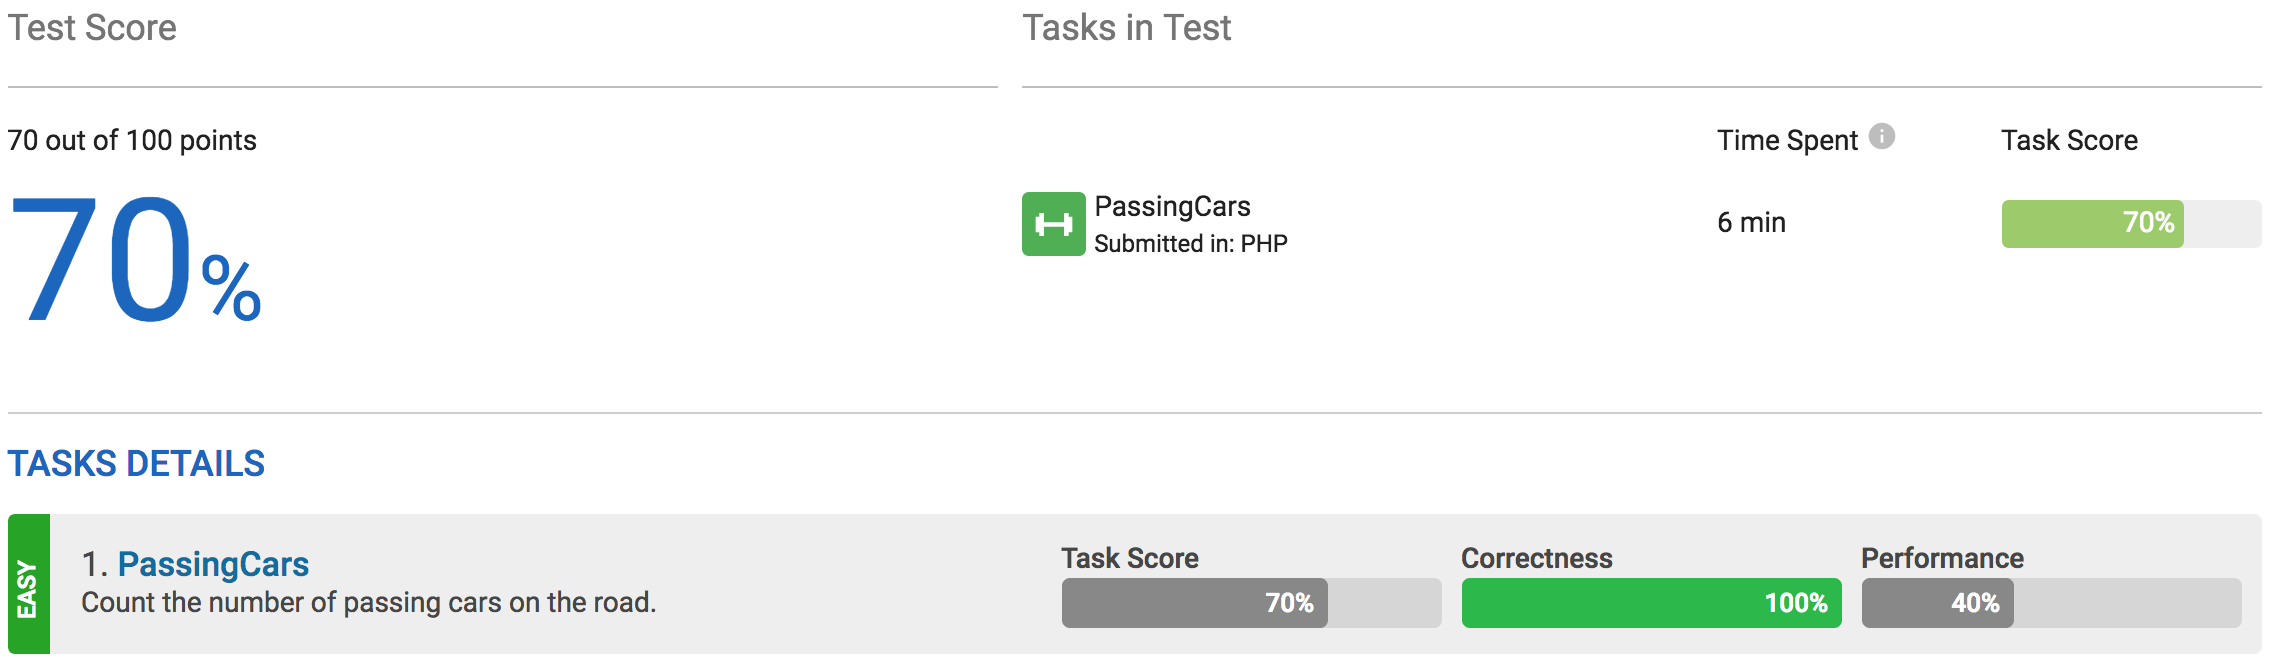 Test Score
Tasks in Test
70 out of 100 points
Time Spent i
Task Score
70%
PassingCars
Submitted in: PHP
6 min
70%
TASKS DETAILS
EASY
1. PassingCars
Count the number of passing cars on the road.
Task Score
70%
Correctness
100%
Performance
40%